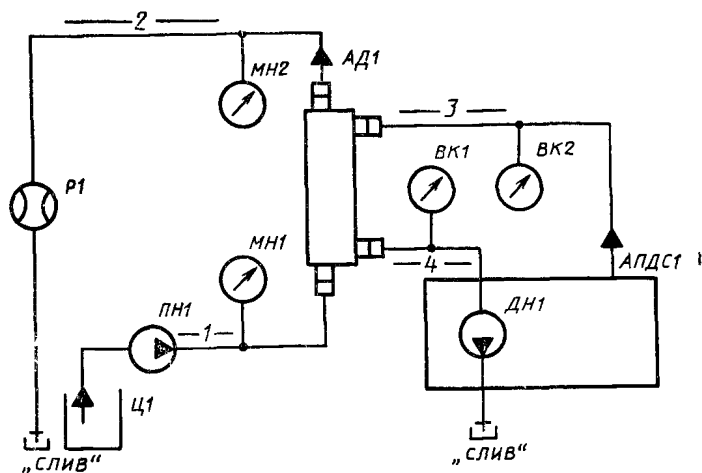 2
МН2
АД1
3
ВК1
ВК2
Р1
МН1
4
АПДС1
ПН1
1
ДН1
Ц1
„СЛИВ“
„СЛИВ“